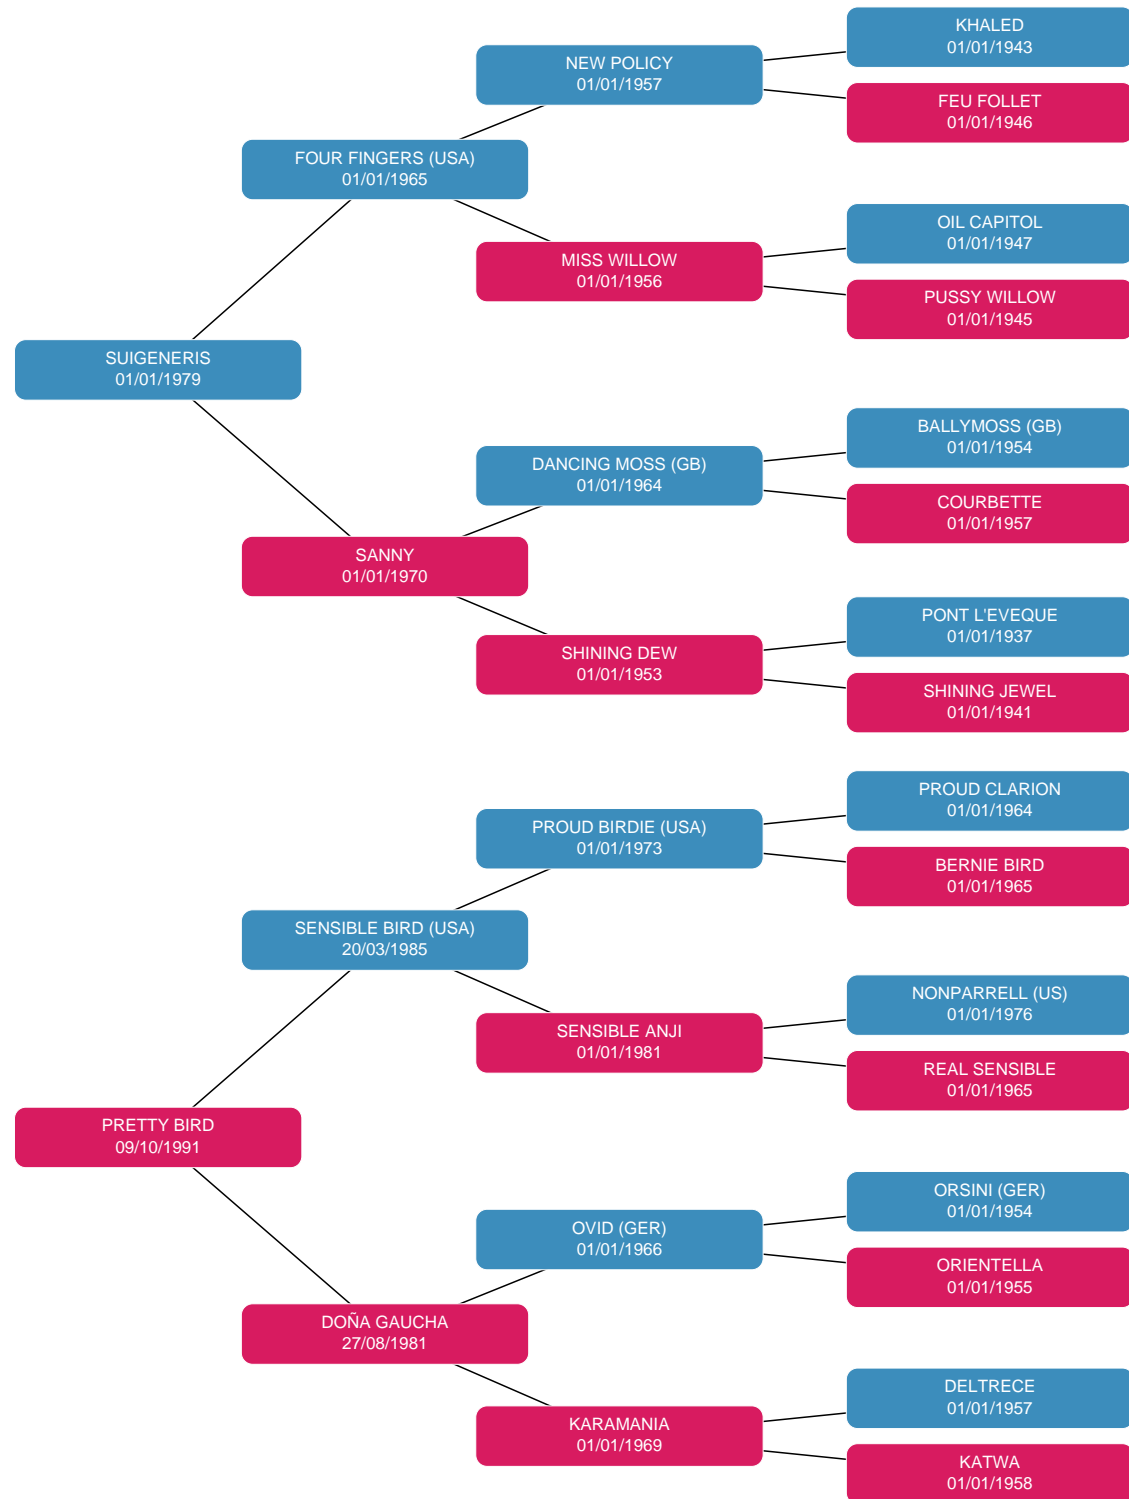 KHALED
01/01/1943
NEW POLICY
01/01/1957
FEU FOLLET
01/01/1946
FOUR FINGERS (USA)
01/01/1965
OIL CAPITOL
01/01/1947
MISS WILLOW
01/01/1956
PUSSY WILLOW
01/01/1945
SUIGENERIS
01/01/1979
BALLYMOSS (GB)
01/01/1954
DANCING MOSS (GB)
01/01/1964
COURBETTE
01/01/1957
SANNY
01/01/1970
PONT L'EVEQUE
01/01/1937
SHINING DEW
01/01/1953
SHINING JEWEL
01/01/1941
PROUD CLARION
01/01/1964
PROUD BIRDIE (USA)
01/01/1973
BERNIE BIRD
01/01/1965
SENSIBLE BIRD (USA)
20/03/1985
NONPARRELL (US)
01/01/1976
SENSIBLE ANJI
01/01/1981
REAL SENSIBLE
01/01/1965
PRETTY BIRD
09/10/1991
ORSINI (GER)
01/01/1954
OVID (GER)
01/01/1966
ORIENTELLA
01/01/1955
DOÑA GAUCHA
27/08/1981
DELTRECE
01/01/1957
KARAMANIA
01/01/1969
KATWA
01/01/1958